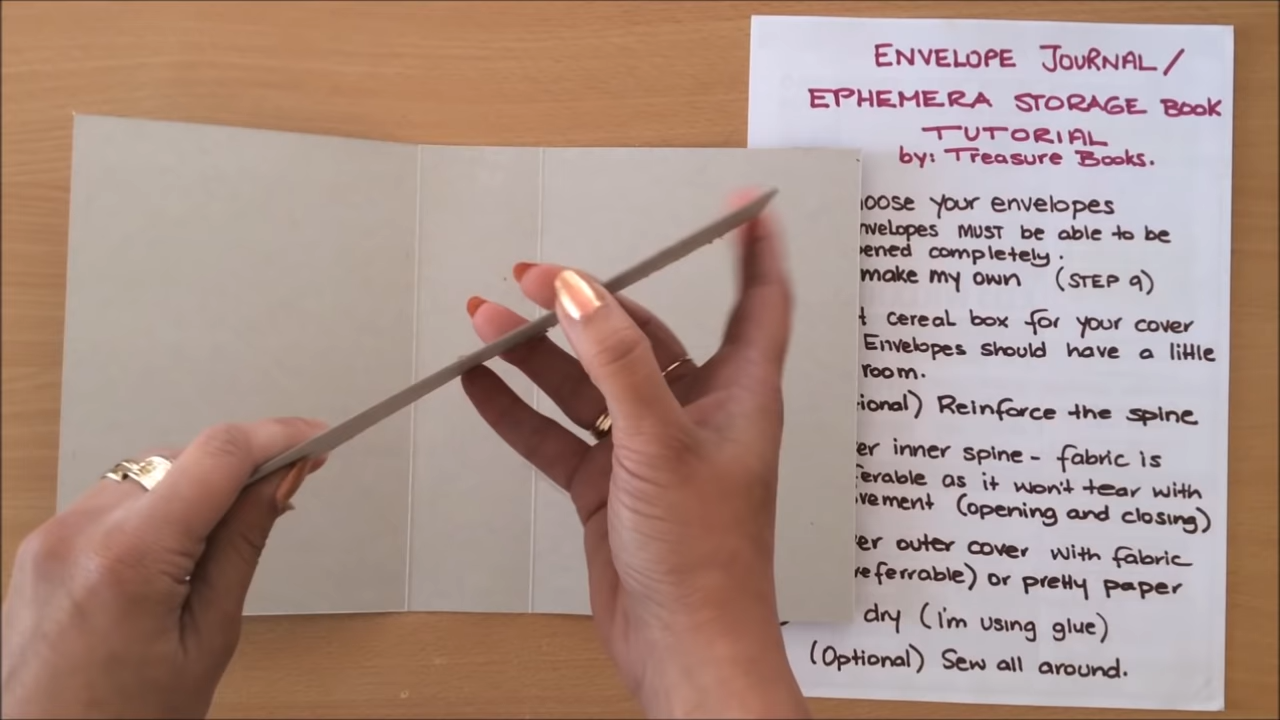 ENVELOPE JOURNAL/
EPHEMERA STORAGE BOOK
TUTORIAL
by: Treasure Books.
oose your envelopes
nvelopes MUST be able to be
ened completely.
make my own (STEP 9)
cereal box for your cover
Envelopes should have a little
room.
ional) Reinforce the spine
er inner spine - fabric is
ferable as it won't tear with
vement (opening and closing)
er outer cover with fabric
referrable) or pretty paper
dry (I'm using glue)
(Optional) Sew all around.